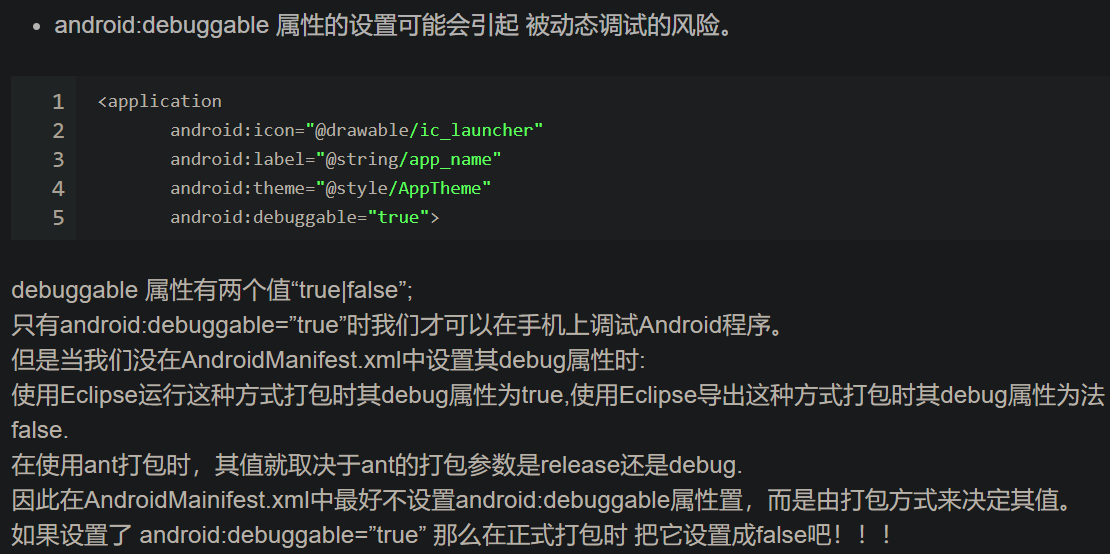 • android:debuggable 属性的设置可能会引起 被动态调试的风险。
1 <application
2 android:icon="@drawable/ic_launcher"
3 android:label="@string/app_name"
4 android:theme="@style/AppTheme"
5 android:debuggable="true">
debuggable 属性有两个值“true|false”;
只有android:debuggable=”true”时我们才可以在手机上调试Android程序。
但是当我们没在AndroidManifest.xml中设置其debug属性时:
使用Eclipse运行这种方式打包时其debug属性为true,使用Eclipse导出这种方式打包时其debug属性为法
false.
在使用ant打包时，其值就取决于ant的打包参数是release还是debug.
因此在AndroidMainifest.xml中最好不设置android:debuggable属性置，而是由打包方式来决定其值。
如果设置了 android:debuggable=”true” 那么在正式打包时 把它设置成false吧！！！